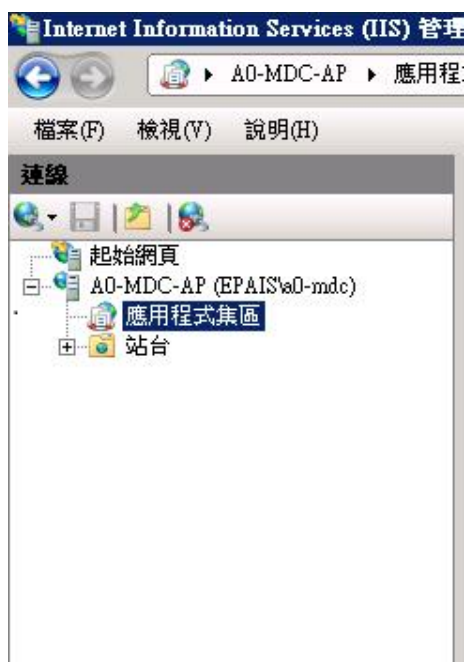 Internet Information Services (IIS) 管理
A0-MDC-AP 應用程
檔案(F) 檢視(V) 說明(H)
連線
起始網頁
A0-MDC-AP (EPAIS\a0-mdc)
應用程式集區
站台